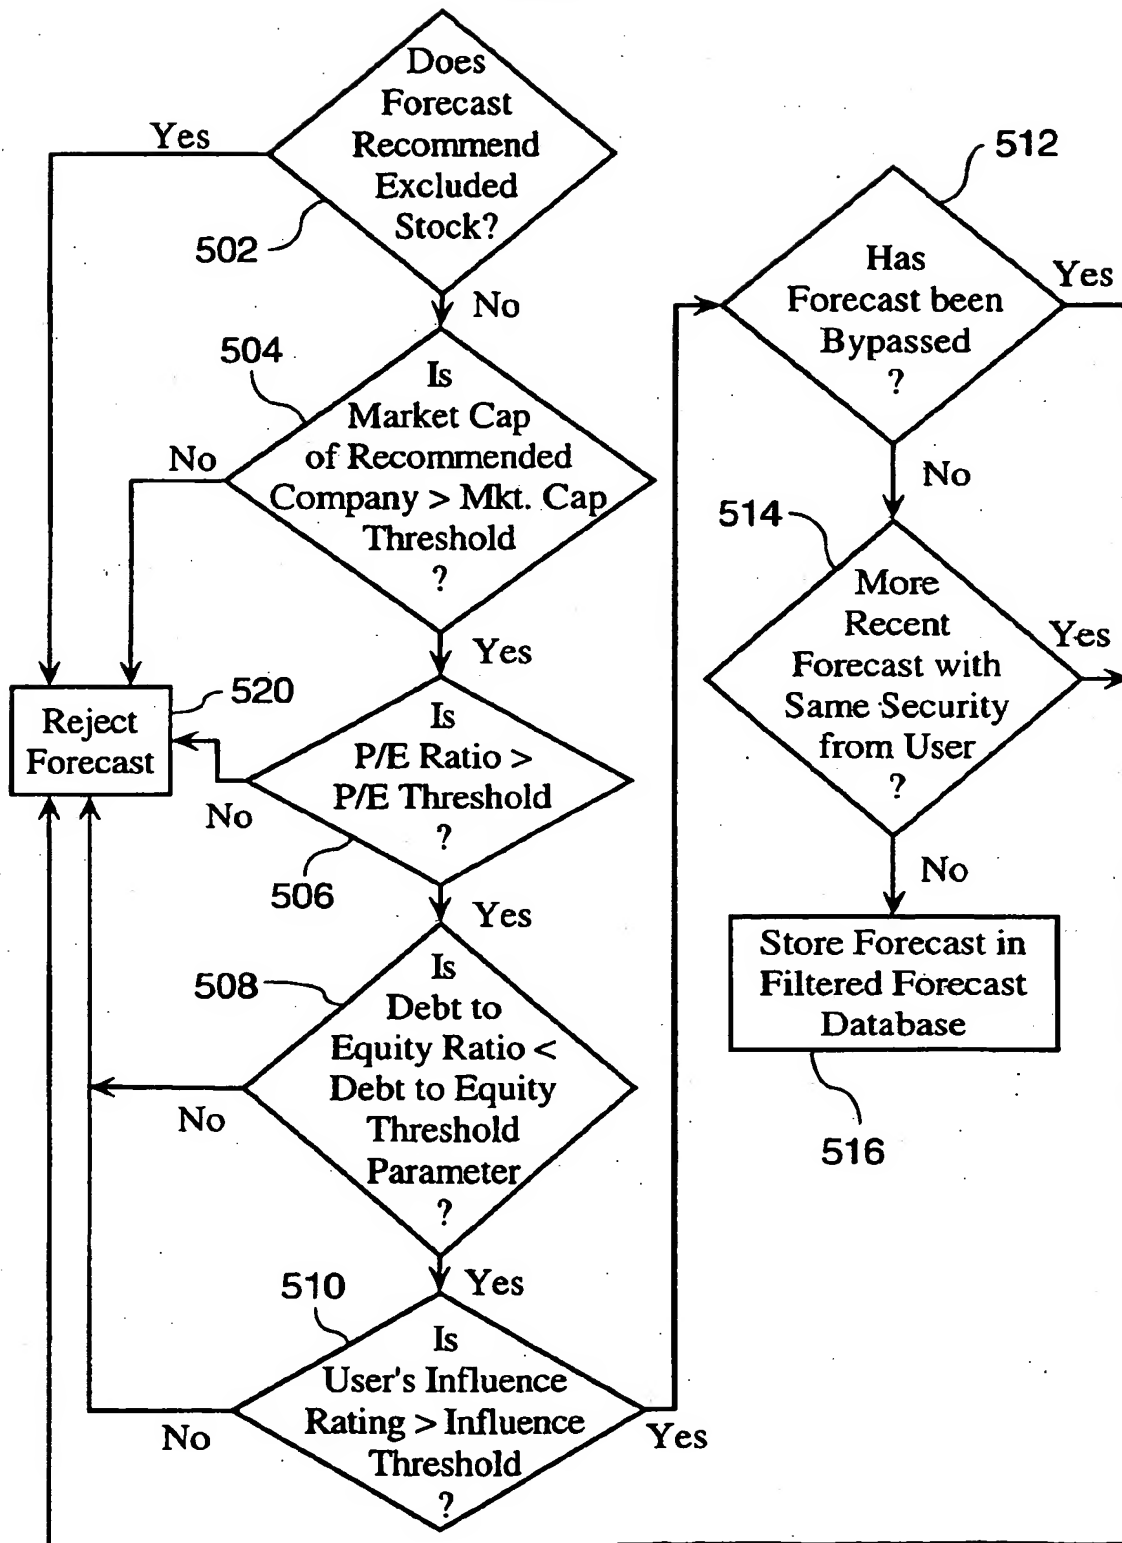 Does
Forecast
Recommend
Excluded
Stock?
Yes
502
No
504
Is
Market Cap
of Recommended
Company > Mkt. Cap
Threshold
?
No
Yes
520
Reject
Forecast
Is
P/E Ratio >
P/E Threshold
?
No
506
Yes
508
Is
Debt to
Equity Ratio <
Debt to Equity
Threshold
Parameter
?
No
Yes
510
Is
User's Influence
Rating > Influence
Threshold
?
No
Yes
512
Has
Forecast been
Bypassed
?
Yes
No
514
More
Recent
Forecast with
Same Security
from User
?
Yes
No
Store Forecast in
Filtered Forecast
Database
516